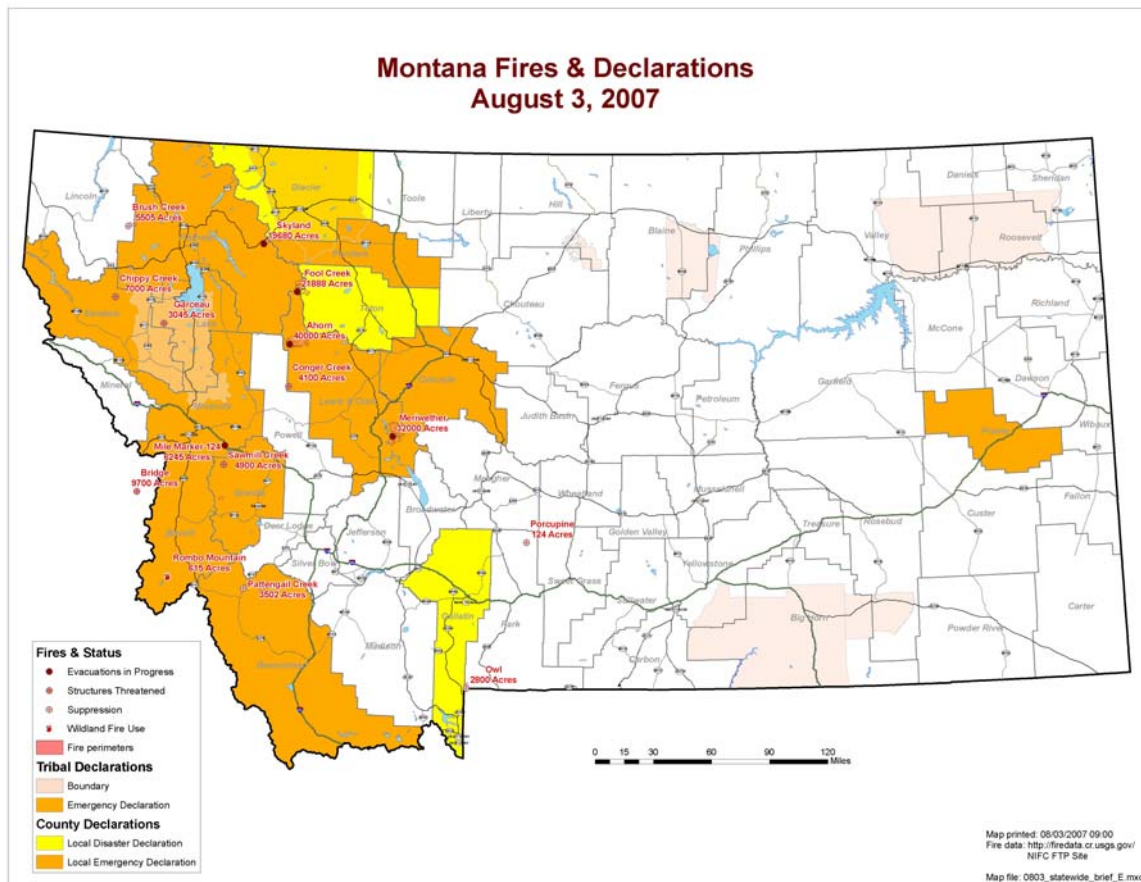 Montana Fires & Declarations
August 3, 2007
Lincoln
Glacier
Toole
Liberty
Hill
Blaine
Phillips
Valley
Daniels
Sheridan
Roosevelt
Brush Creek
5505 Acres
Skyland
19680 Acres
Chippy Creek
7000 Acres
Garceau
3045 Acres
Lake
Fool Creek
21888 Acres
Teton
Chouteau
Richland
McCone
Ahorn
40000 Acres
Conger Creek
4100 Acres
Cascade
Lewis & Clark
Mineral
Missoula
Powell
Meriwether
32000 Acres
Judith Basin
Fergus
Petroleum
Garfield
Dawson
Prairie
Wibaux
Mile Marker 124
Sawmill Creek
4900 Acres
Bridge
9700 Acres
Granite
Deer Lodge
Jefferson
Broadwater
Meagher
Wheatland
Musselshell
Golden Valley
Treasure
Rosebud
Custer
Fallon
Porcupine
124 Acres
Rombo Mountain
615 Acres
Silver Bow
Pattengail Creek
3502 Acres
Gallatin
Park
Sweet Grass
Stillwater
Yellowstone
Madison
Carbon
Big Horn
Powder River
Carter
Owl
2800 Acres
Fires & Status
Evacuations in Progress
Structures Threatened
Suppression
Wildland Fire Use
Fire perimeters
Tribal Declarations
Boundary
Emergency Declaration
County Declarations
Local Disaster Declaration
Local Emergency Declaration
0 15 30 60 90 120
Miles
Map printed: 08/03/2007 09:00
Fire data: http://firedata.cr.usgs.gov/
NIFC FTP Site
Map file: 0803_statewide_brief_E.mxd